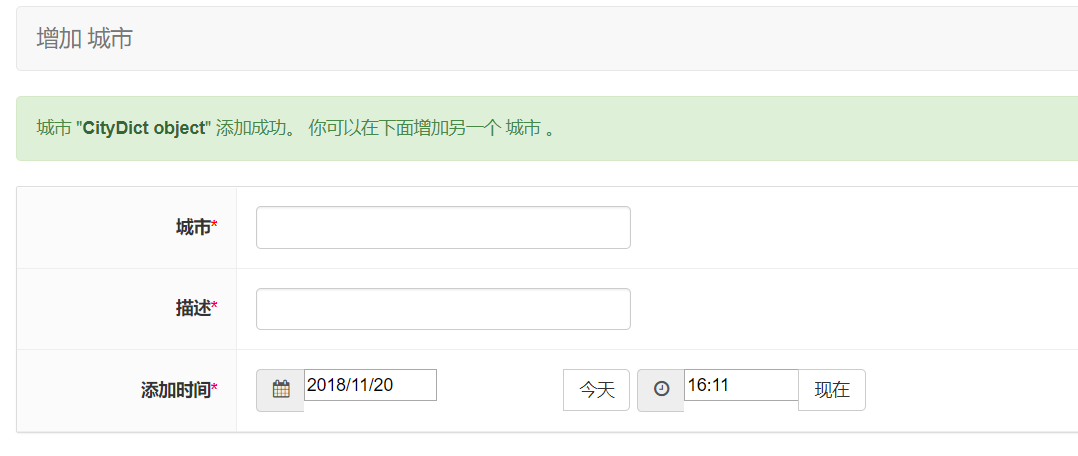 增加 城市
城市 "CityDict object" 添加成功。 你可以在下面增加另一个 城市 。
城市*
描述*
添加时间* 2018/11/20 今天 16:11 现在